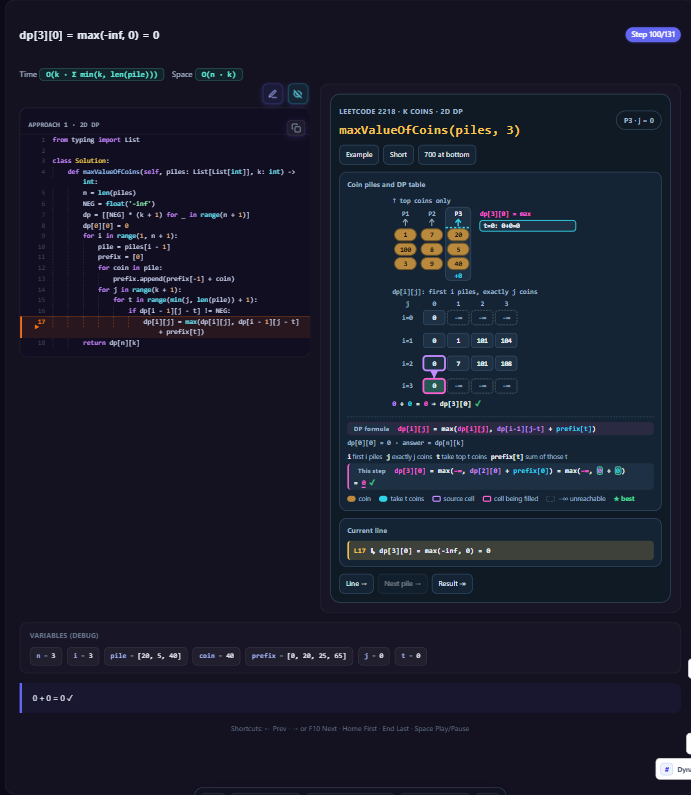 dp[3][0] = max(-inf, 0) = 0
Step 100/131
Time O(k · Σ min(k, len(pile))) Space O(n · k)
APPROACH 1 · 2D DP
1 from typing import List
2
3 class Solution:
4 def maxValueOfCoins(self, piles: List[List[int]], k: int) -> int:
5 n = len(piles)
6 NEG = float('-inf')
7 dp = [[NEG] * (k + 1) for _ in range(n + 1)]
8 dp[0][0] = 0
9 for i in range(1, n + 1):
10 pile = piles[i - 1]
11 prefix = [0]
12 for coin in pile:
13 prefix.append(prefix[-1] + coin)
14 for j in range(k + 1):
15 for t in range(min(j, len(pile)) + 1):
16 if dp[i - 1][j - t] != NEG:
17 dp[i][j] = max(dp[i][j], dp[i - 1][j - t]
+ prefix[t])
18 return dp[n][k]
LEETCODE 2218 · K COINS · 2D DP
maxValueOfCoins(piles, 3)
P3 · j = 0
Example Short 700 at bottom
Coin piles and DP table
↑ top coins only
P1 P2 P3 dp[3][0] = max
↑ ↑ ↑ t=0: 0+0=0
1 7 20
100 8 5
3 9 40
+0
dp[i][j]: first i piles, exactly j coins
j 0 1 2 3
i=0 0 -∞ -∞ -∞
i=1 0 1 101 104
i=2 0 7 101 108
i=3 0 -∞ -∞ -∞
0 + 0 = 0 → dp[3][0] ✓
DP formula dp[i][j] = max(dp[i][j], dp[i-1][j-t] + prefix[t])
dp[0][0] = 0 · answer = dp[n][k]
i first i piles j exactly j coins t take top t coins prefix[t] sum of those t
This step dp[3][0] = max(-∞, dp[2][0] + prefix[0]) = max(-∞, 0 + 0)
= 0 ✓
coin take t coins source cell cell being filled -∞ unreachable ★ best
Current line
L17 dp[3][0] = max(-inf, 0) = 0
Line → Next pile → Result ↠
VARIABLES (DEBUG)
n = 3 i = 3 pile = [20, 5, 40] coin = 40 prefix = [0, 20, 25, 65] j = 0 t = 0
0 + 0 = 0 ✓
Shortcuts: ← Prev · → or F10 Next · Home First · End Last · Space Play/Pause
# Dyna